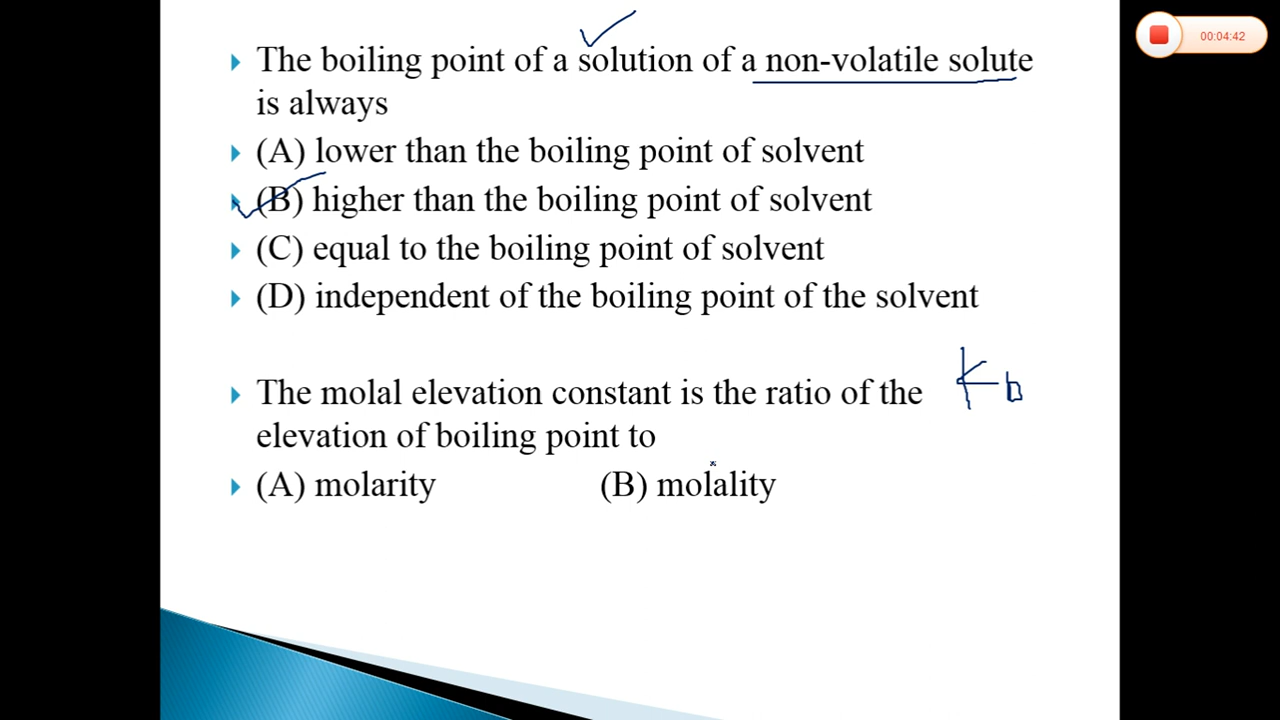 The boiling point of a solution of a non-volatile solute
is always
(A) lower than the boiling point of solvent
(B) higher than the boiling point of solvent
(C) equal to the boiling point of solvent
(D) independent of the boiling point of the solvent
The molal elevation constant is the ratio of the
Kb
elevation of boiling point to
(A) molarity (B) molality
00:04:42